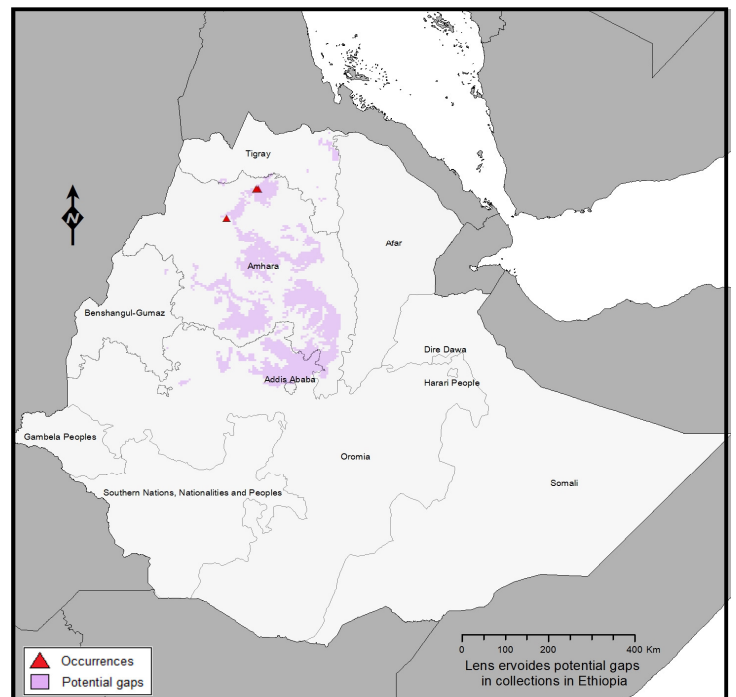 Tigray
N
Afar
Amhara
Benshangul-Gumaz
Dire Dawa
Addis Ababa
Harari People
Gambela Peoples
Oromia
Somali
Southern Nations, Nationalities and Peoples
0 100 200 400 Km
Lens ervoides potential gaps
in collections in Ethiopia
Occurrences
Potential gaps